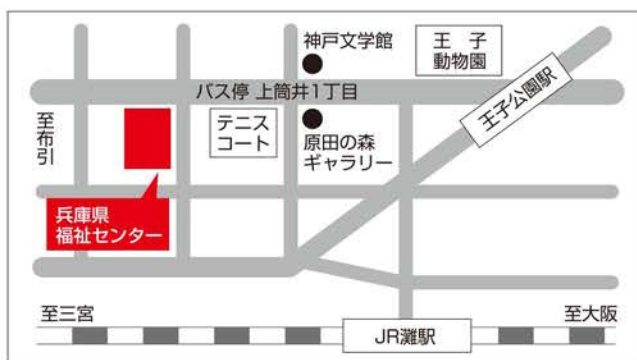 神戸文学館
王 子
動物園
王子公園駅
バス停 上筒井1丁目
至布引
テニス
コート
原田の森
ギャラリー
兵庫県
福祉センター
至三宮
至大阪
JR灘駅